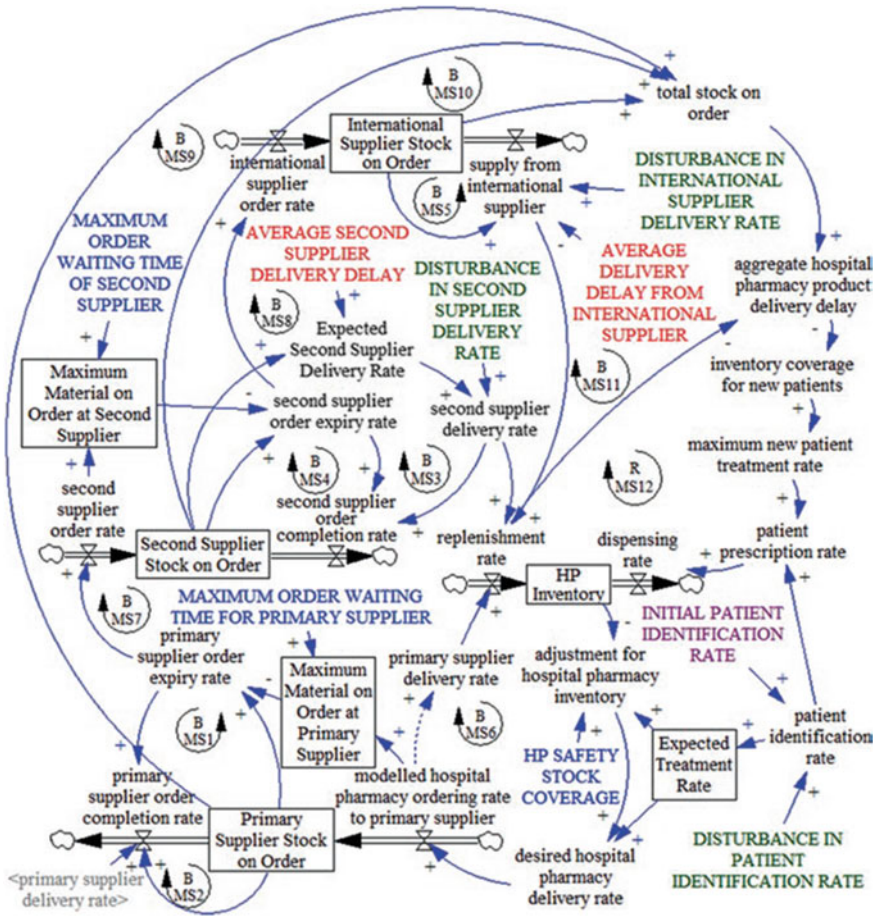 B
MS10
total stock on
order
B
MS9
International
Supplier Stock
on Order
international
supplier
order rate
supply from
international
supplier
B
MS5
DISTURBANCE IN
INTERNATIONAL
SUPPLIER
DELIVERY RATE
MAXIMUM
ORDER
WAITING TIME
OF SECOND
SUPPLIER
AVERAGE SECOND
SUPPLIER
DELIVERY DELAY
DISTURBANCE
IN SECOND
SUPPLIER
DELIVERY
RATE
AVERAGE
DELIVERY
DELAY FROM
INTERNATIONAL
SUPPLIER
aggregate hospital
pharmacy product
delivery delay
B
MS8
Expected
Second Supplier
Delivery Rate
B
MS11
inventory coverage
for new patients
Maximum
Material on
Order at Second
Supplier
second supplier
order expiry rate
second supplier
delivery rate
maximum new patient
treatment rate
B
MS4
B
MS3
R
MS12
second
supplier
order rate
second supplier
order
completion rate
replenishment
rate
dispensing
rate
patient
prescription rate
Second Supplier
Stock on Order
HP
Inventory
B
MS7
MAXIMUM ORDER WAITING
TIME FOR PRIMARY SUPPLIER
INITIAL PATIENT
IDENTIFICATION
RATE
primary
supplier order
expiry rate
Maximum
Material on
Order at
Primary
Supplier
primary supplier
delivery rate
adjustment for
hospital pharmacy
inventory
B
MS1
B
MS6
patient
identification
rate
Expected
Treatment
Rate
HP SAFETY
STOCK
COVERAGE
primary
supplier order
completion rate
modelled hospital
pharmacy ordering rate
to primary supplier
Primary
Supplier Stock
on Order
DISTURBANCE IN
PATIENT
IDENTIFICATION RATE
desired hospital
pharmacy
delivery rate
<primary supplier
delivery rate>
B
MS2